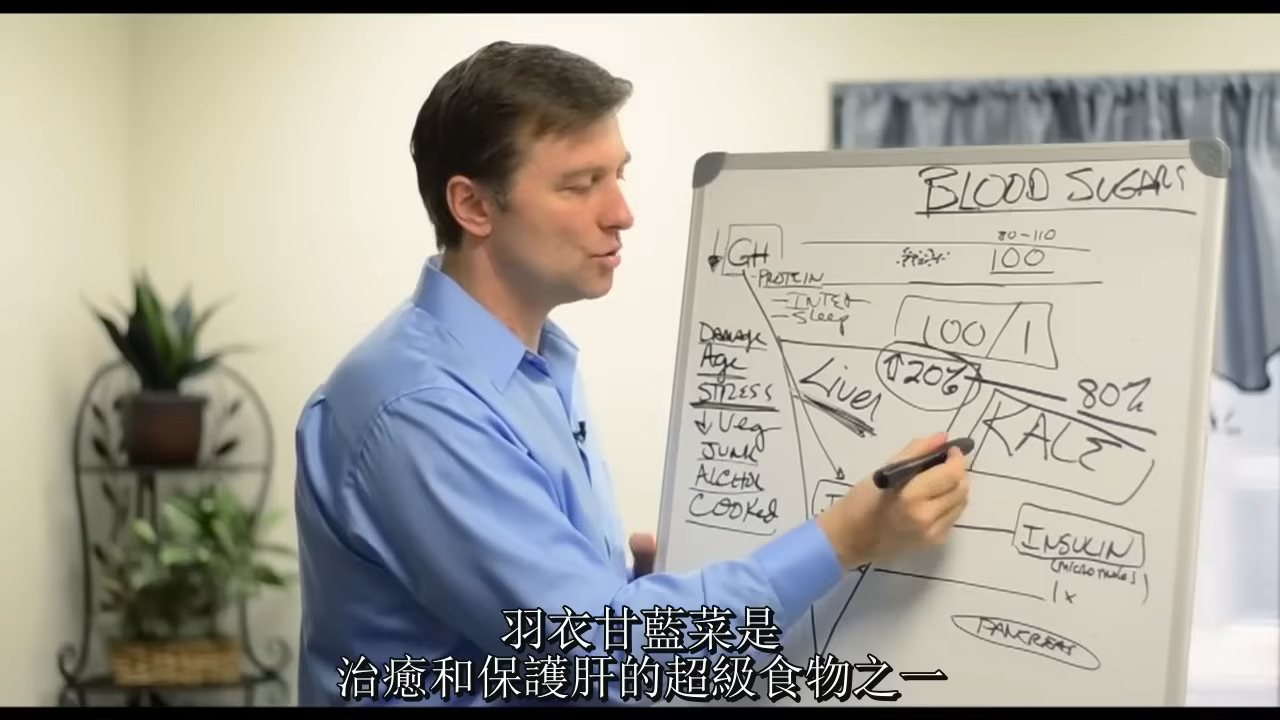 BLOOD SUGARS
80-110
100
↓ GH
- PROTEIN
- INTE
- Sleep
100/1
DAMAGE
Age
STRESS
↓ Veg
JUNK
ALCHOL
COOKed
Liver
↑20%
80%
KALE
I
INSULIN
1x
PANCREAS
羽衣甘藍菜是
治癒和保護肝的超級食物之一